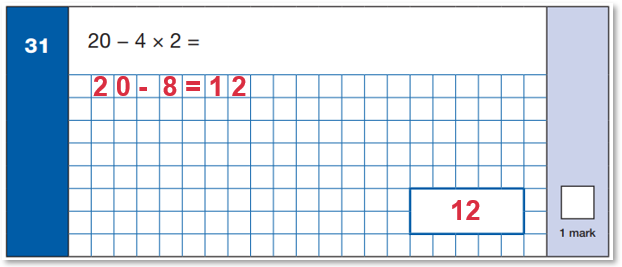 31
20 − 4 × 2 =
20 - 8 = 12
12
1 mark